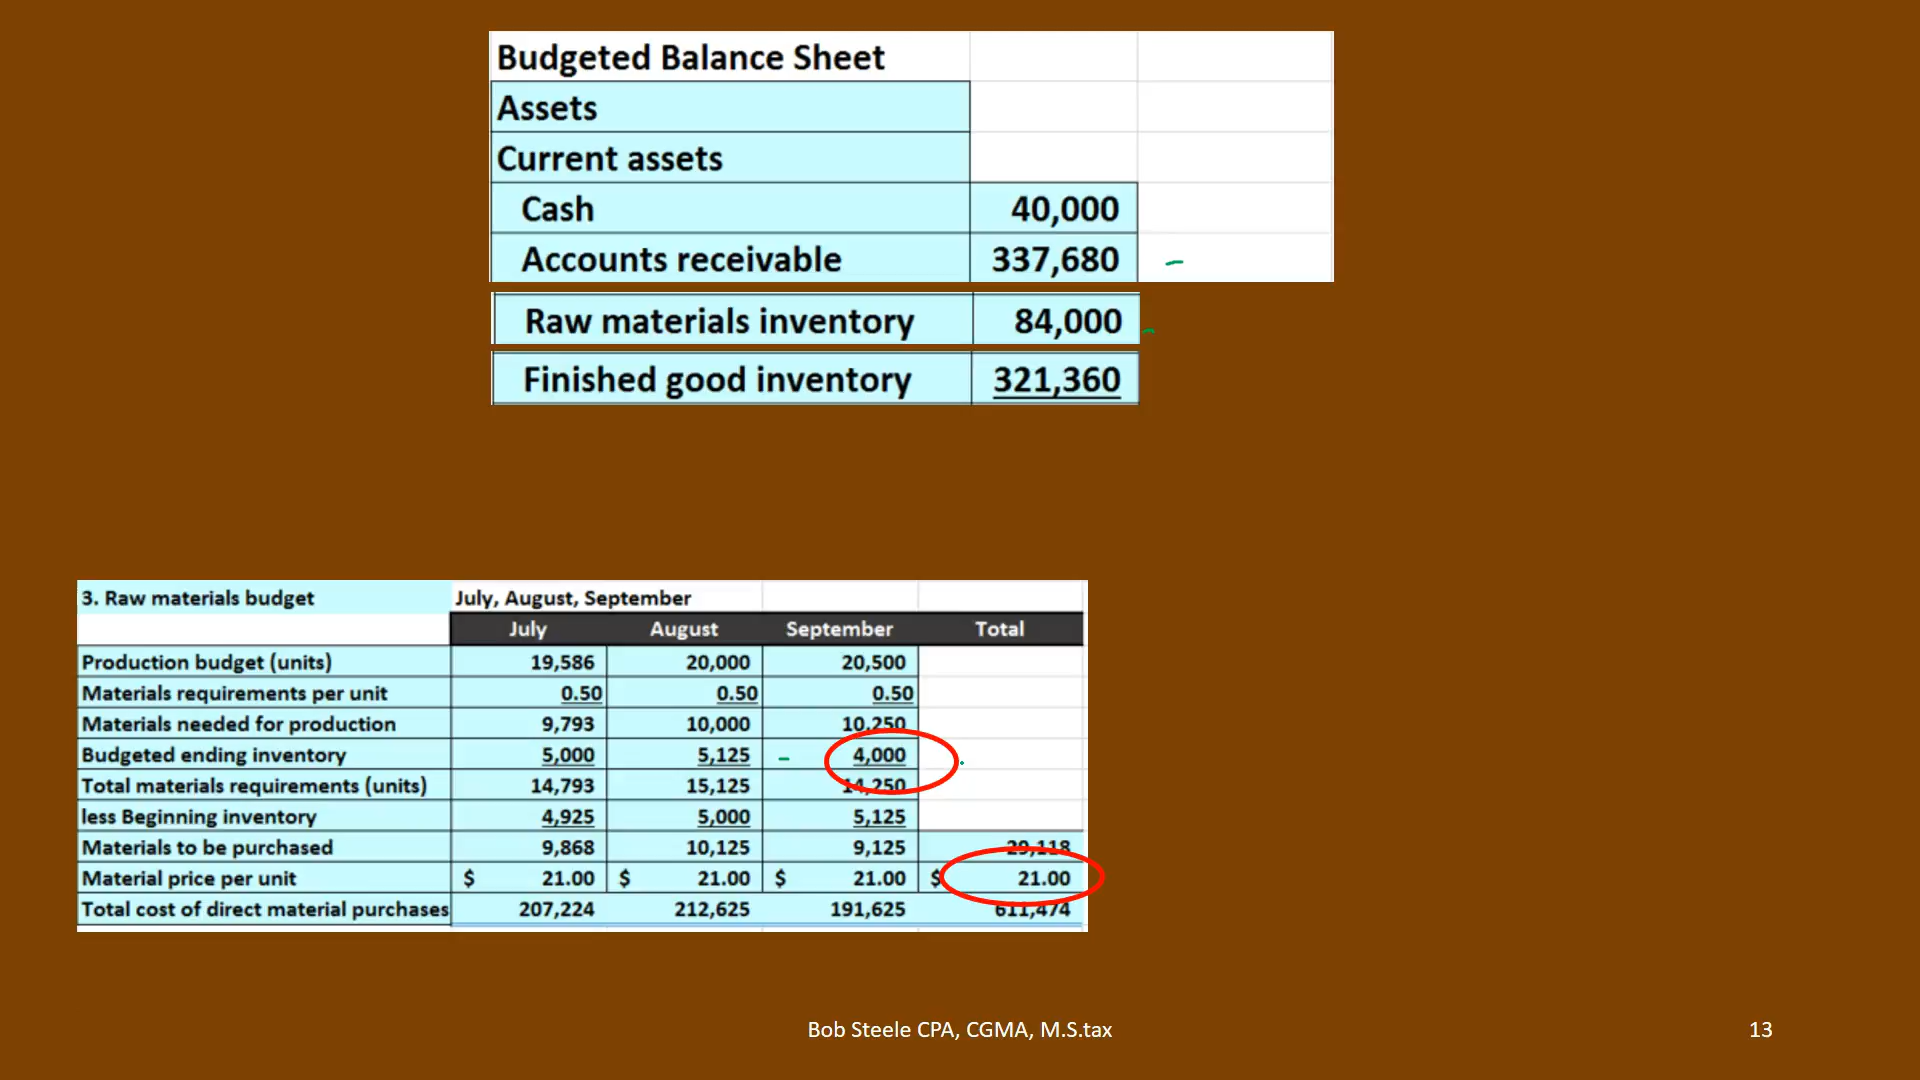 Budgeted Balance Sheet
Assets
Current assets
Cash 40,000
Accounts receivable 337,680
Raw materials inventory 84,000
Finished good inventory 321,360
3. Raw materials budget July, August, September
July August September Total
Production budget (units) 19,586 20,000 20,500
Materials requirements per unit 0.50 0.50 0.50
Materials needed for production 9,793 10,000 10,250
Budgeted ending inventory 5,000 5,125 4,000
Total materials requirements (units) 14,793 15,125 14,250
less Beginning inventory 4,925 5,000 5,125
Materials to be purchased 9,868 10,125 9,125 29,118
Material price per unit $ 21.00 $ 21.00 $ 21.00 $ 21.00
Total cost of direct material purchases 207,224 212,625 191,625 611,474
Bob Steele CPA, CGMA, M.S.tax
13